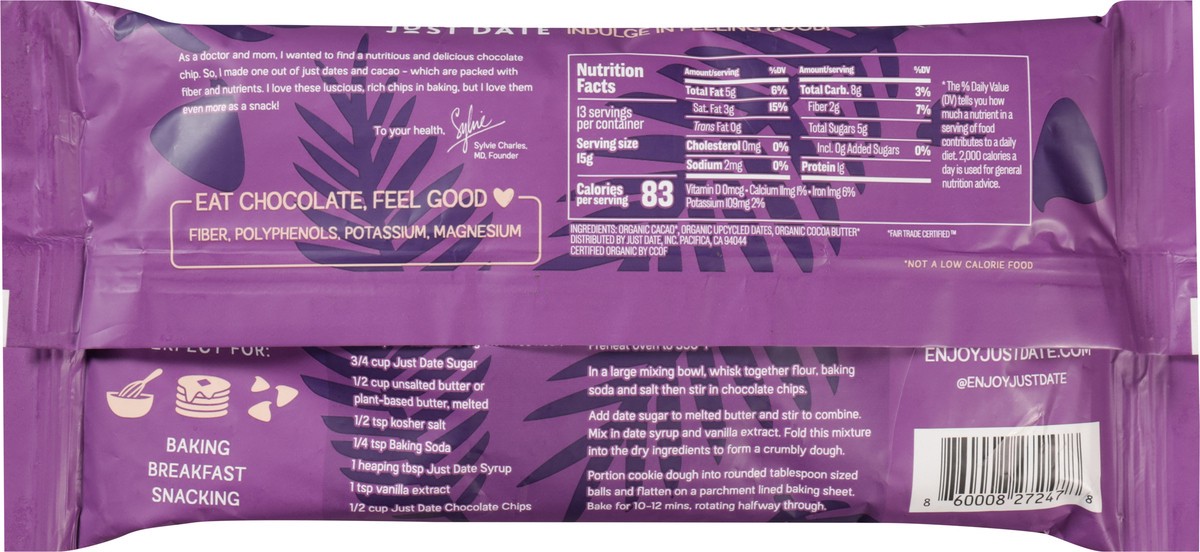 JUST DATE INDULGE IN FEELING GOOD!
As a doctor and mom, I wanted to find a nutritious and delicious chocolate
chip. So, I made one out of just dates and cacao - which are packed with
fiber and nutrients. I love these luscious, rich chips in baking, but I love them
even more as a snack!
To your health,
Sylvie
Sylvie Charles,
MD, Founder
EAT CHOCOLATE, FEEL GOOD
FIBER, POLYPHENOLS, POTASSIUM, MAGNESIUM
Nutrition
Facts
13 servings
per container
Serving size
15g
Calories
per serving 83
Amount/serving %DV
Total Fat 5g 6%
Sat. Fat 3g 15%
Trans Fat 0g
Cholesterol 0mg 0%
Sodium 2mg 0%
Amount/serving %DV
Total Carb. 8g 3%
Fiber 2g 7%
Total Sugars 5g
Incl. 0g Added Sugars 0%
Protein 1g
Vitamin D 0mcg • Calcium 11mg 1% • Iron 1mg 6%
Potassium 109mg 2%
*The % Daily Value
(DV) tells you how
much a nutrient in a
serving of food
contributes to a daily
diet. 2,000 calories a
day is used for general
nutrition advice.
INGREDIENTS: ORGANIC CACAO*, ORGANIC UPCYCLED DATES, ORGANIC COCOA BUTTER*
*FAIR TRADE CERTIFIED™
DISTRIBUTED BY JUST DATE, INC. PACIFICA, CA 94044
CERTIFIED ORGANIC BY CCOF
*NOT A LOW CALORIE FOOD
FOR:
BAKING
BREAKFAST
SNACKING
3/4 cup Just Date Sugar
1/2 cup unsalted butter or
plant-based butter, melted
1/2 tsp kosher salt
1/4 tsp Baking Soda
1 heaping tbsp Just Date Syrup
1 tsp vanilla extract
1/2 cup Just Date Chocolate Chips
Preheat oven to
In a large mixing bowl, whisk together flour, baking
soda and salt then stir in chocolate chips.
Add date sugar to melted butter and stir to combine.
Mix in date syrup and vanilla extract. Fold this mixture
into the dry ingredients to form a crumbly dough.
Portion cookie dough into rounded tablespoon sized
balls and flatten on a parchment lined baking sheet.
Bake for 10-12 mins, rotating halfway through.
ENJOYJUSTDATE.COM
@ENJOYJUSTDATE
8 60008 27247 8